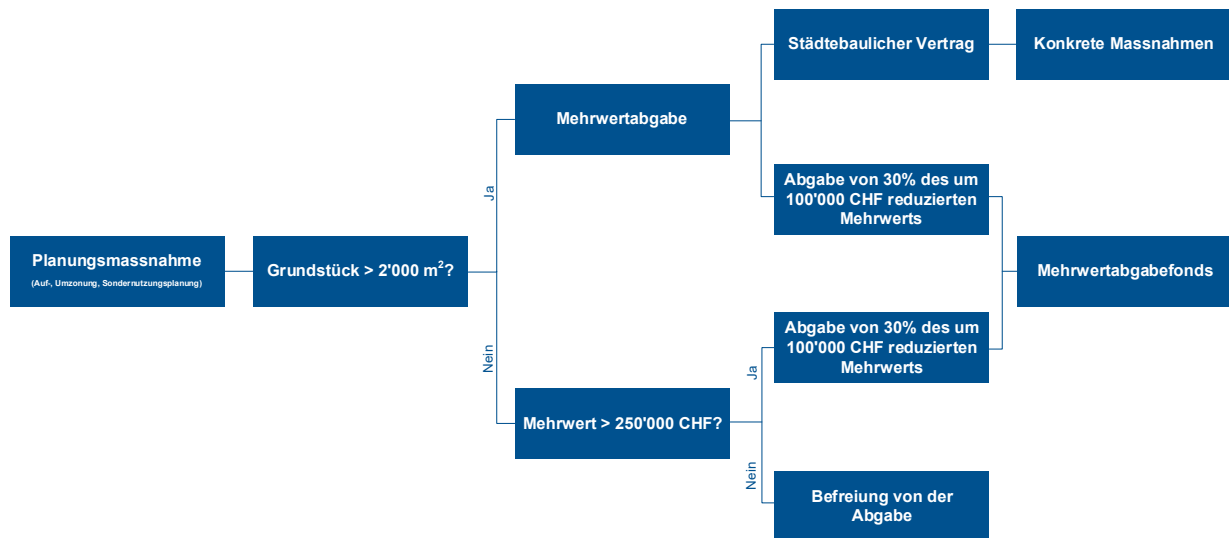 Planungsmassnahme
(Auf-, Umzonung, Sondernutzungsplanung)
Grundstück > 2'000 m²?
Ja
Nein
Mehrwertabgabe
Mehrwert > 250'000 CHF?
Ja
Nein
Städtebaulicher Vertrag
Abgabe von 30% des um
100'000 CHF reduzierten
Mehrwerts
Abgabe von 30% des um
100'000 CHF reduzierten
Mehrwerts
Befreiung von der
Abgabe
Konkrete Massnahmen
Mehrwertabgabefonds